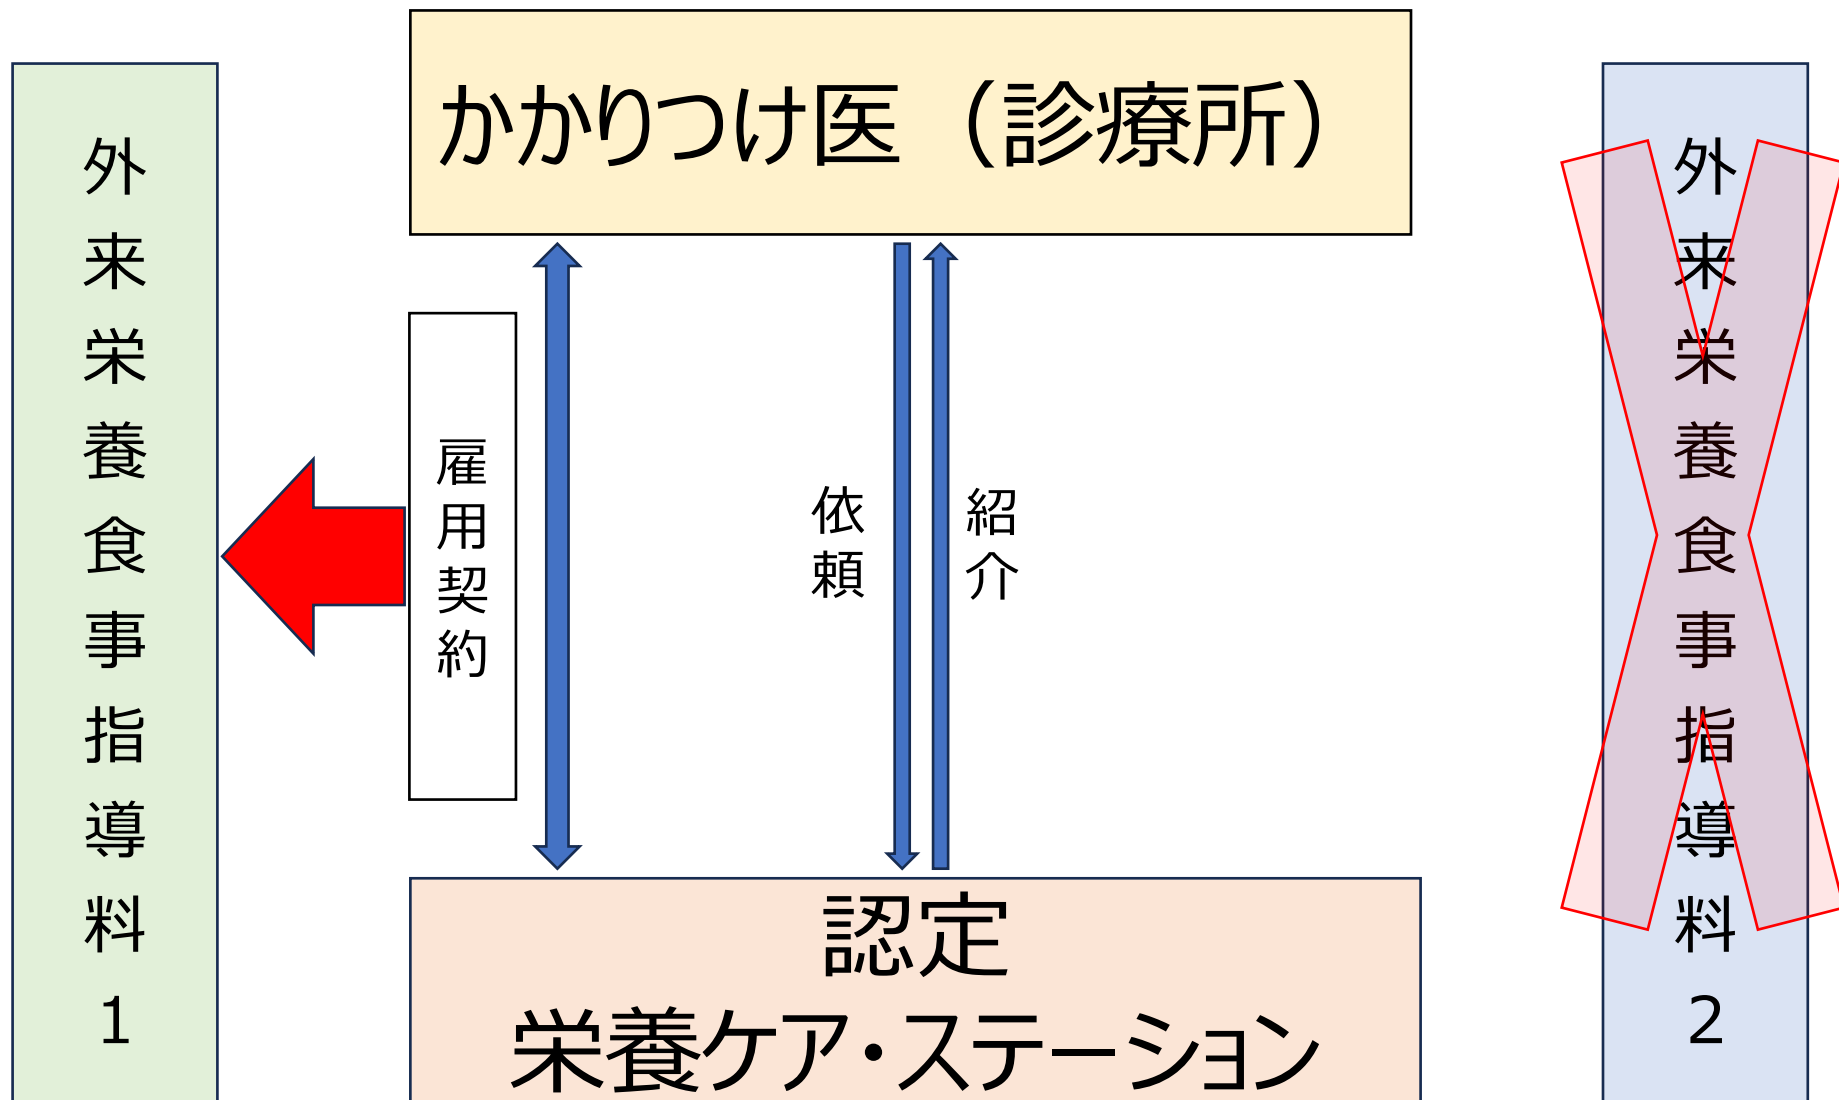 かかりつけ医（診療所）
外来栄養食事指導料1
雇用契約
依頼
紹介
外来栄養食事指導料2
認定
栄養ケア・ステーション